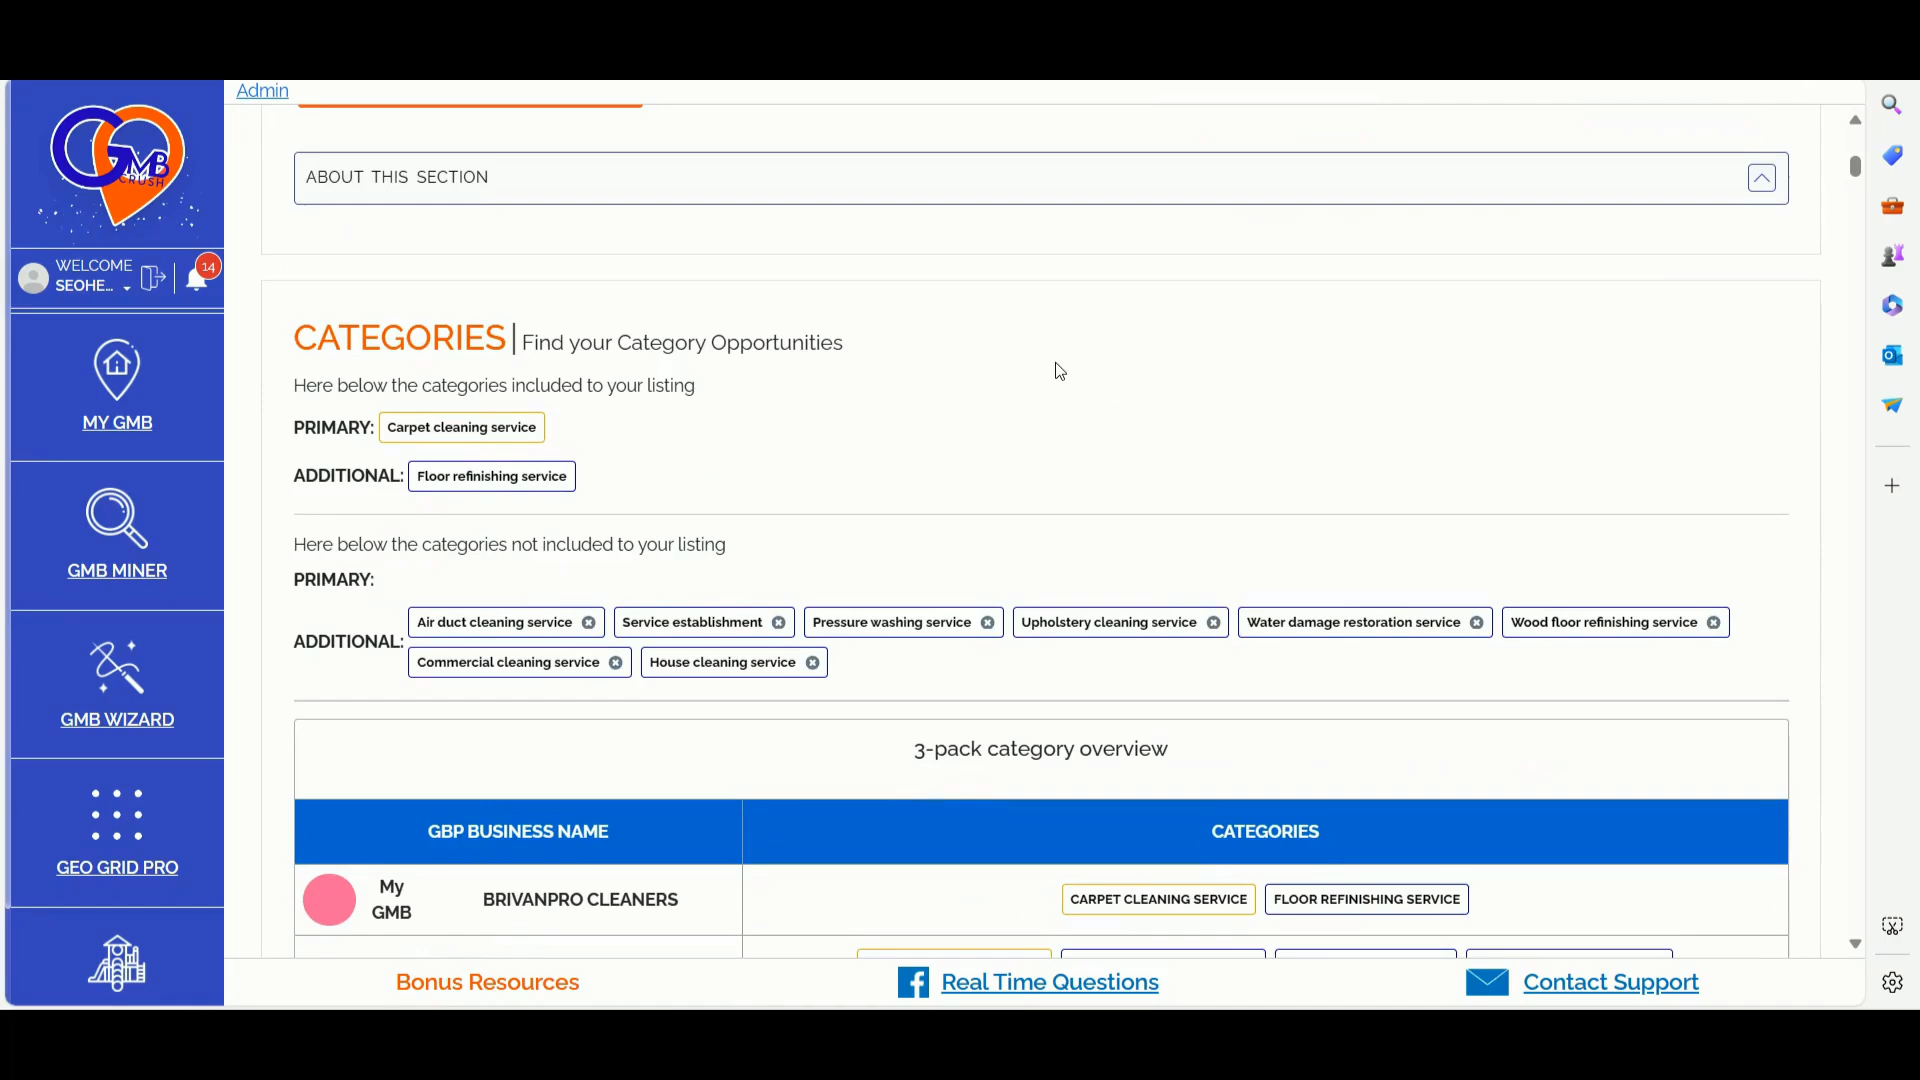 Admin
GMB
CRUSH
ABOUT THIS SECTION
WELCOME
SEOHE...
14
MY GMB
GMB MINER
GMB WIZARD
GEO GRID PRO
CATEGORIES | Find your Category Opportunities
Here below the categories included to your listing
PRIMARY: Carpet cleaning service
ADDITIONAL: Floor refinishing service
Here below the categories not included to your listing
PRIMARY:
ADDITIONAL: Air duct cleaning service Service establishment Pressure washing service Upholstery cleaning service Water damage restoration service Wood floor refinishing service
Commercial cleaning service House cleaning service
3-pack category overview
GBP BUSINESS NAME CATEGORIES
My GMB BRIVANPRO CLEANERS CARPET CLEANING SERVICE FLOOR REFINISHING SERVICE
Bonus Resources Real Time Questions Contact Support